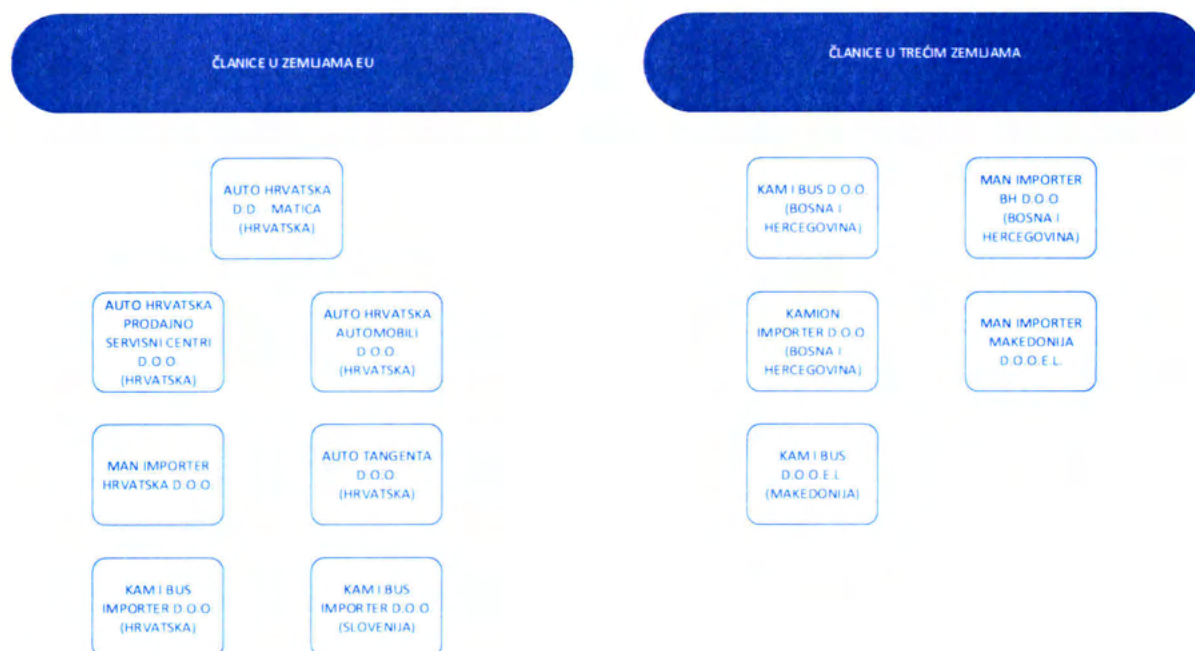 ČLANICE U ZEMLJAMA EU
AUTO HRVATSKA
D.D. MATICA
(HRVATSKA)
AUTO HRVATSKA
PRODAJNO
SERVISNI CENTRI
D.O.O
(HRVATSKA)
AUTO HRVATSKA
AUTOMOBILI
D.O.O
(HRVATSKA)
MAN IMPORTER
HRVATSKA D.O.O.
AUTO TANGENTA
D.O.O
(HRVATSKA)
KAM I BUS
IMPORTER D.O.O
(HRVATSKA)
KAM I BUS
IMPORTER D.O.O
(SLOVENIJA)
ČLANICE U TREĆIM ZEMLJAMA
KAM I BUS D.O.O.
(BOSNA I
HERCEGOVINA)
MAN IMPORTER
BH D.O.O
(BOSNA I
HERCEGOVINA)
KAMION
IMPORTER D.O.O
(BOSNA I
HERCEGOVINA)
MAN IMPORTER
MAKEDONIJA
D.O.O.E.L.
KAM I BUS
D.O.O.E.L
(MAKEDONIJA)